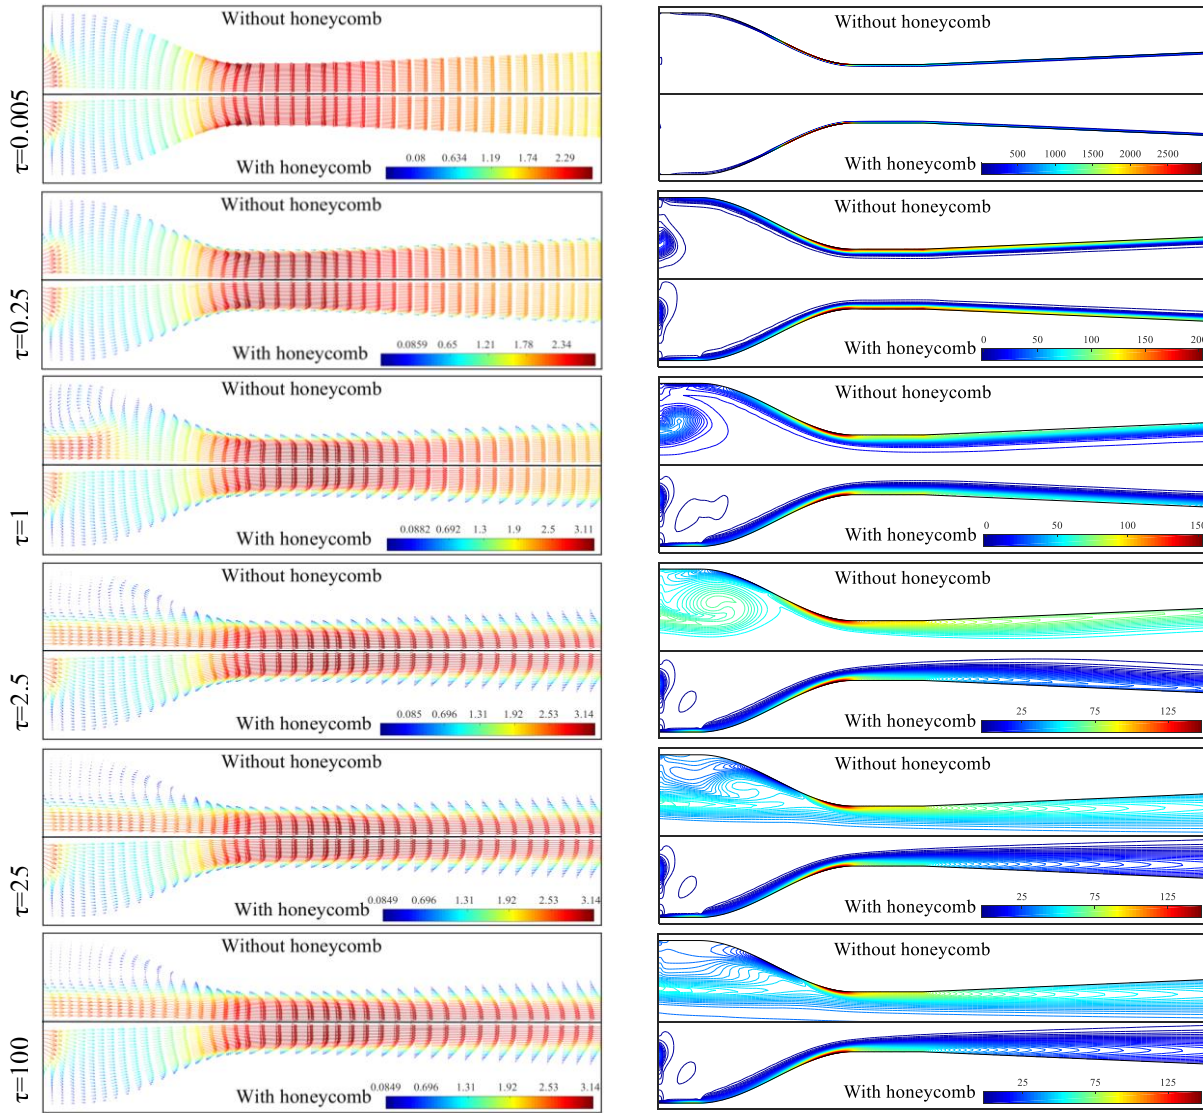 τ=0.005
Without honeycomb
0.08 0.634 1.19 1.74 2.29
With honeycomb
Without honeycomb
With honeycomb
500 1000 1500 2000 2500
τ=0.25
Without honeycomb
0.0859 0.65 1.21 1.78 2.34
With honeycomb
Without honeycomb
0 50 100 150 200
With honeycomb
τ=1
Without honeycomb
0.0882 0.692 1.3 1.9 2.5 3.11
With honeycomb
Without honeycomb
0 50 100 150
With honeycomb
τ=2.5
Without honeycomb
0.085 0.696 1.31 1.92 2.53 3.14
With honeycomb
Without honeycomb
25 75 125
With honeycomb
τ=25
Without honeycomb
0.0849 0.696 1.31 1.92 2.53 3.14
With honeycomb
Without honeycomb
25 75 125
With honeycomb
τ=100
Without honeycomb
0.0849 0.696 1.31 1.92 2.53 3.14
With honeycomb
Without honeycomb
25 75 125
With honeycomb